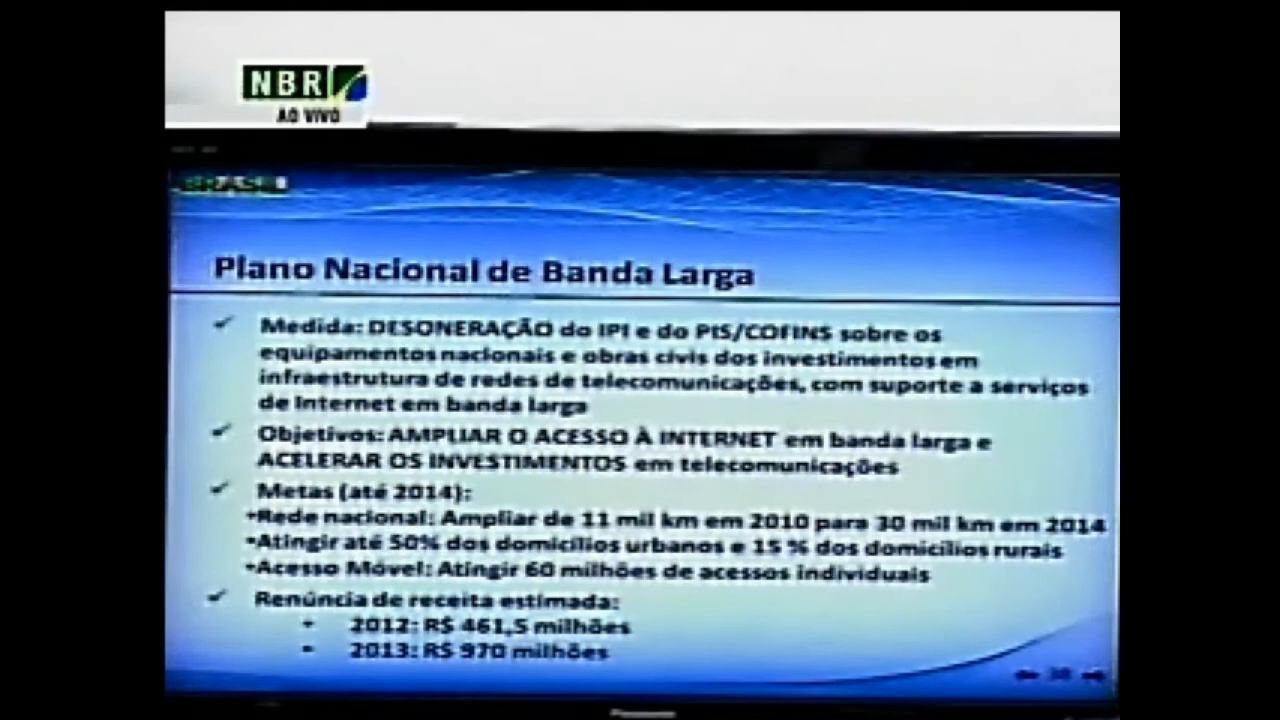 NBR
AO VIVO
BRASIL
Plano Nacional de Banda Larga
✓ Medida: DESONERAÇÃO do IPI e do PIS/COFINS sobre os
equipamentos nacionais e obras civis dos investimentos em
infraestrutura de redes de telecomunicações, com suporte a serviços
de Internet em banda larga
✓ Objetivos: AMPLIAR O ACESSO À INTERNET em banda larga e
ACELERAR OS INVESTIMENTOS em telecomunicações
✓ Metas (até 2014):
•Rede nacional: Ampliar de 11 mil km em 2010 para 30 mil km em 2014
•Atingir até 50% dos domicílios urbanos e 15 % dos domicílios rurais
•Acesso Móvel: Atingir 60 milhões de acessos individuais
✓ Renúncia de receita estimada:
• 2012: R$ 461,5 milhões
• 2013: R$ 970 milhões
Panasonic